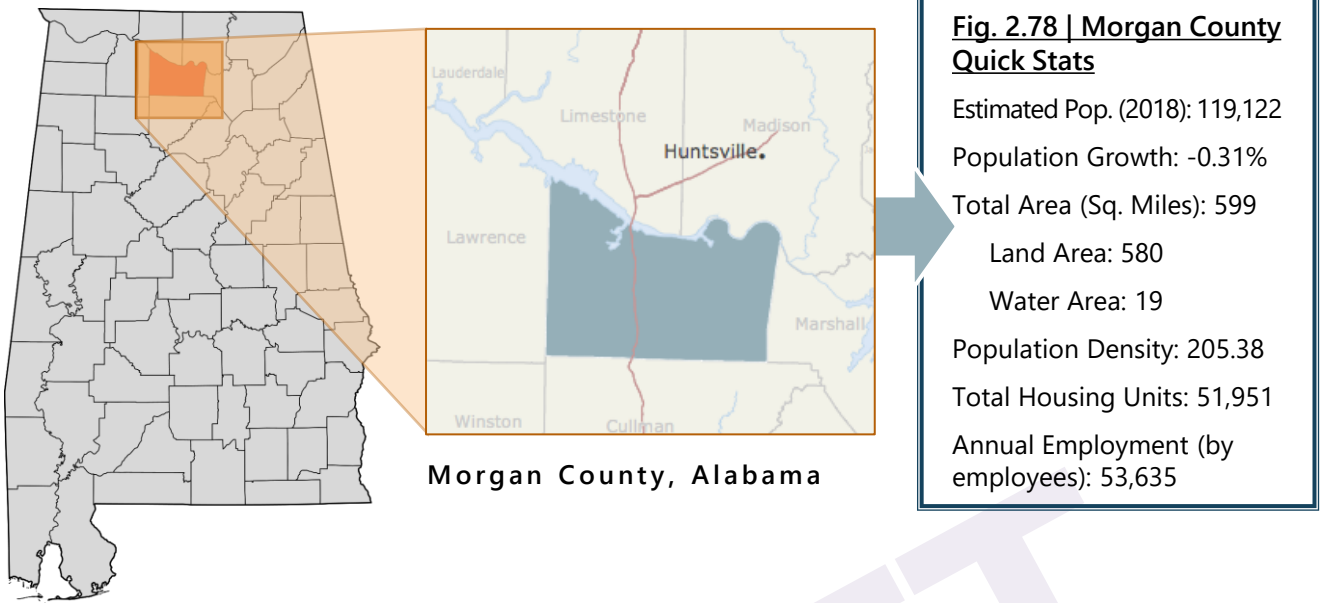 Lauderdale
Limestone
Madison
Huntsville.
Lawrence
Marshall
Winston
Cullman
Morgan County, Alabama
Fig. 2.78 | Morgan County
Quick Stats
Estimated Pop. (2018): 119,122
Population Growth: -0.31%
Total Area (Sq. Miles): 599
Land Area: 580
Water Area: 19
Population Density: 205.38
Total Housing Units: 51,951
Annual Employment (by
employees): 53,635